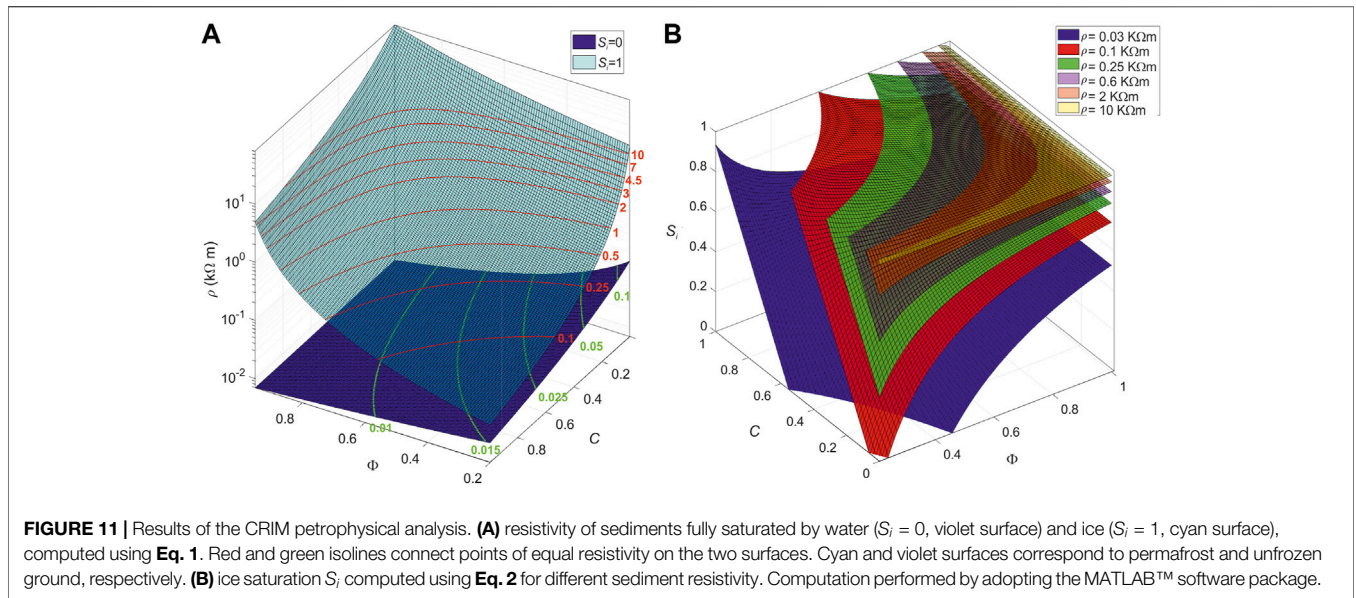 A
Sᵢ=0
Sᵢ=1
10
7
4.5
3
2
1
0.5
0.25
0.1
0.1
0.05
0.025
0.015
0.01
ρ (kΩ m)
10¹
10⁰
10⁻¹
10⁻²
0.8
0.6
0.4
0.2
Φ
0.2
0.4
0.6
0.8
C
B
ρ= 0.03 KΩm
ρ= 0.1 KΩm
ρ= 0.25 KΩm
ρ= 0.6 KΩm
ρ= 2 KΩm
ρ= 10 KΩm
1
0.8
0.6
0.4
0.2
0
Sᵢ
1
0.8
0.6
0.4
0.2
0
C
0.4
0.6
0.8
1
Φ
FIGURE 11 | Results of the CRIM petrophysical analysis. (A) resistivity of sediments fully saturated by water (Sᵢ = 0, violet surface) and ice (Sᵢ = 1, cyan surface),
computed using Eq. 1. Red and green isolines connect points of equal resistivity on the two surfaces. Cyan and violet surfaces correspond to permafrost and unfrozen
ground, respectively. (B) ice saturation Sᵢ computed using Eq. 2 for different sediment resistivity. Computation performed by adopting the MATLAB™ software package.